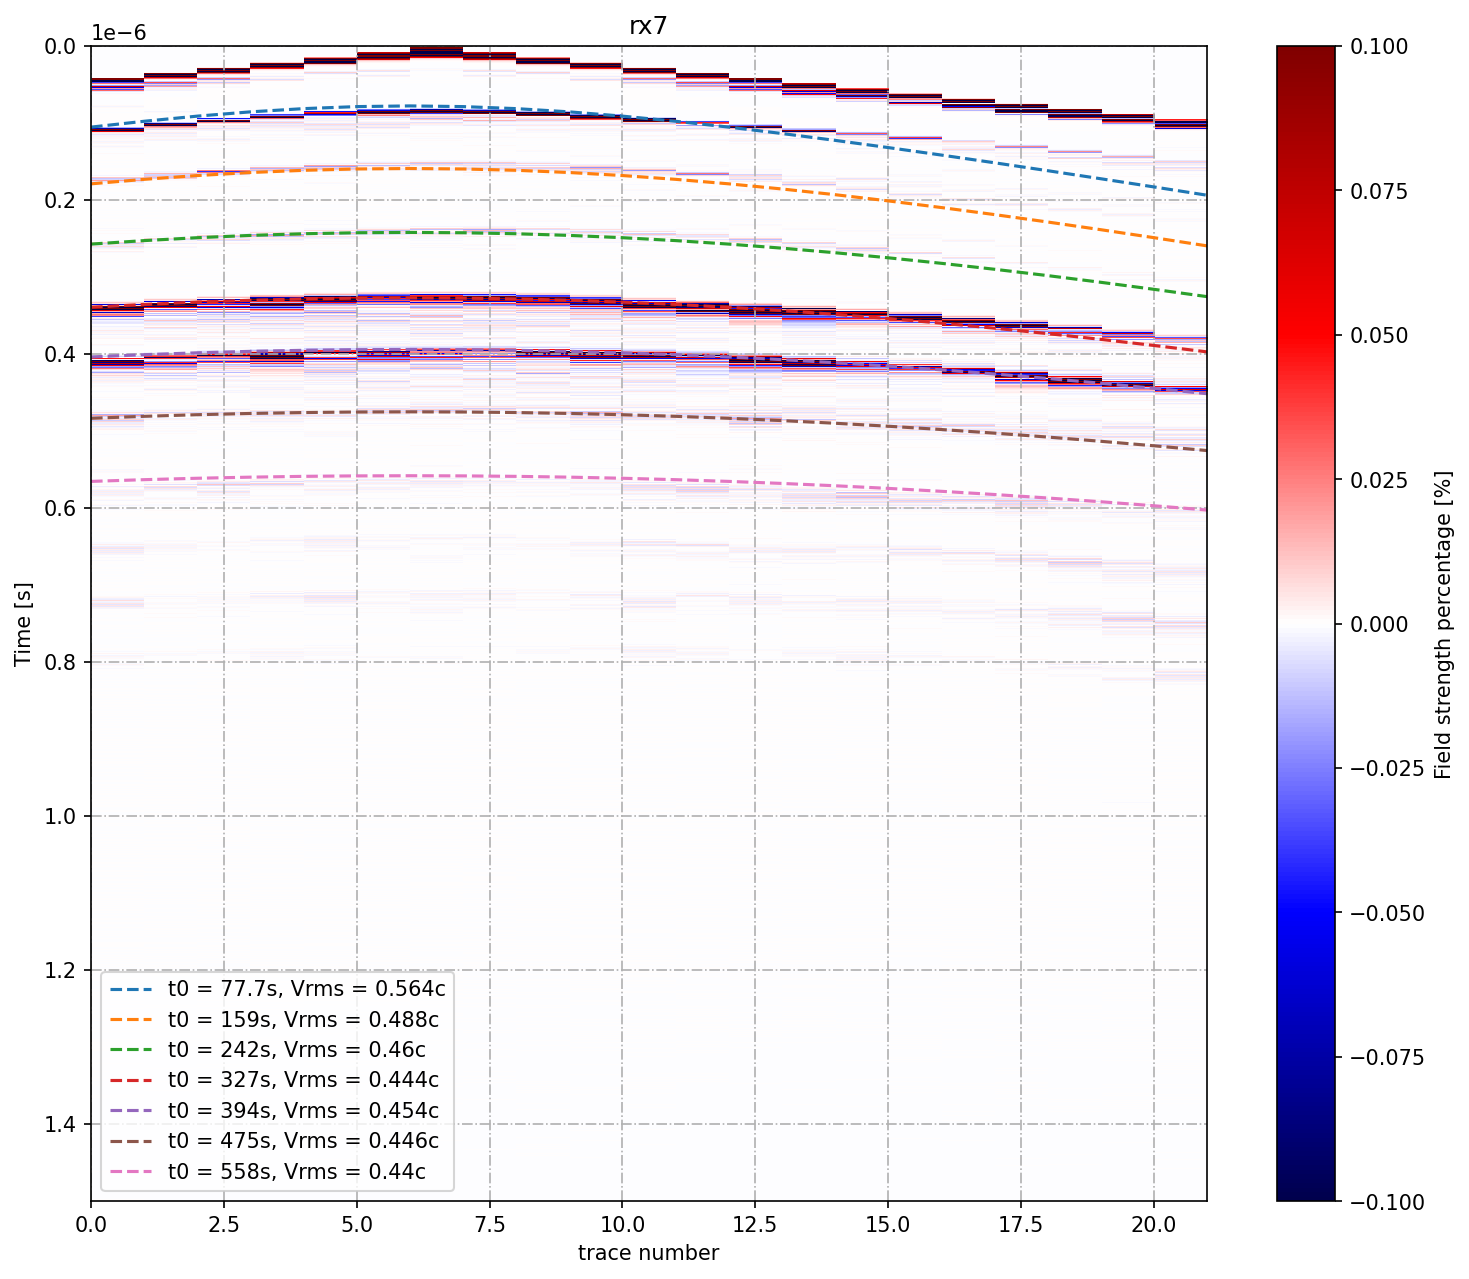 rx7
1e−6
0.0
0.2
0.4
0.6
0.8
1.0
1.2
1.4
Time [s]
t0 = 77.7s, Vrms = 0.564c
t0 = 159s, Vrms = 0.488c
t0 = 242s, Vrms = 0.46c
t0 = 327s, Vrms = 0.444c
t0 = 394s, Vrms = 0.454c
t0 = 475s, Vrms = 0.446c
t0 = 558s, Vrms = 0.44c
0.0 2.5 5.0 7.5 10.0 12.5 15.0 17.5 20.0
trace number
0.100
0.075
0.050
0.025
0.000
−0.025
−0.050
−0.075
−0.100
Field strength percentage [%]